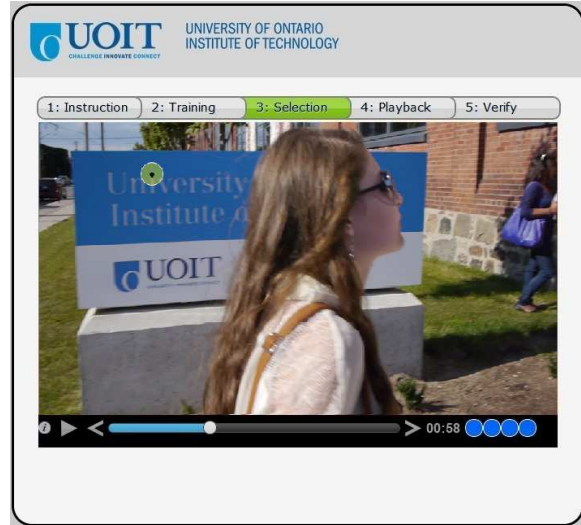 UOIT
CHALLENGE INNOVATE CONNECT
UNIVERSITY OF ONTARIO
INSTITUTE OF TECHNOLOGY
1: Instruction
2: Training
3: Selection
4: Playback
5: Verify
University
Institute o
UOIT
00:58